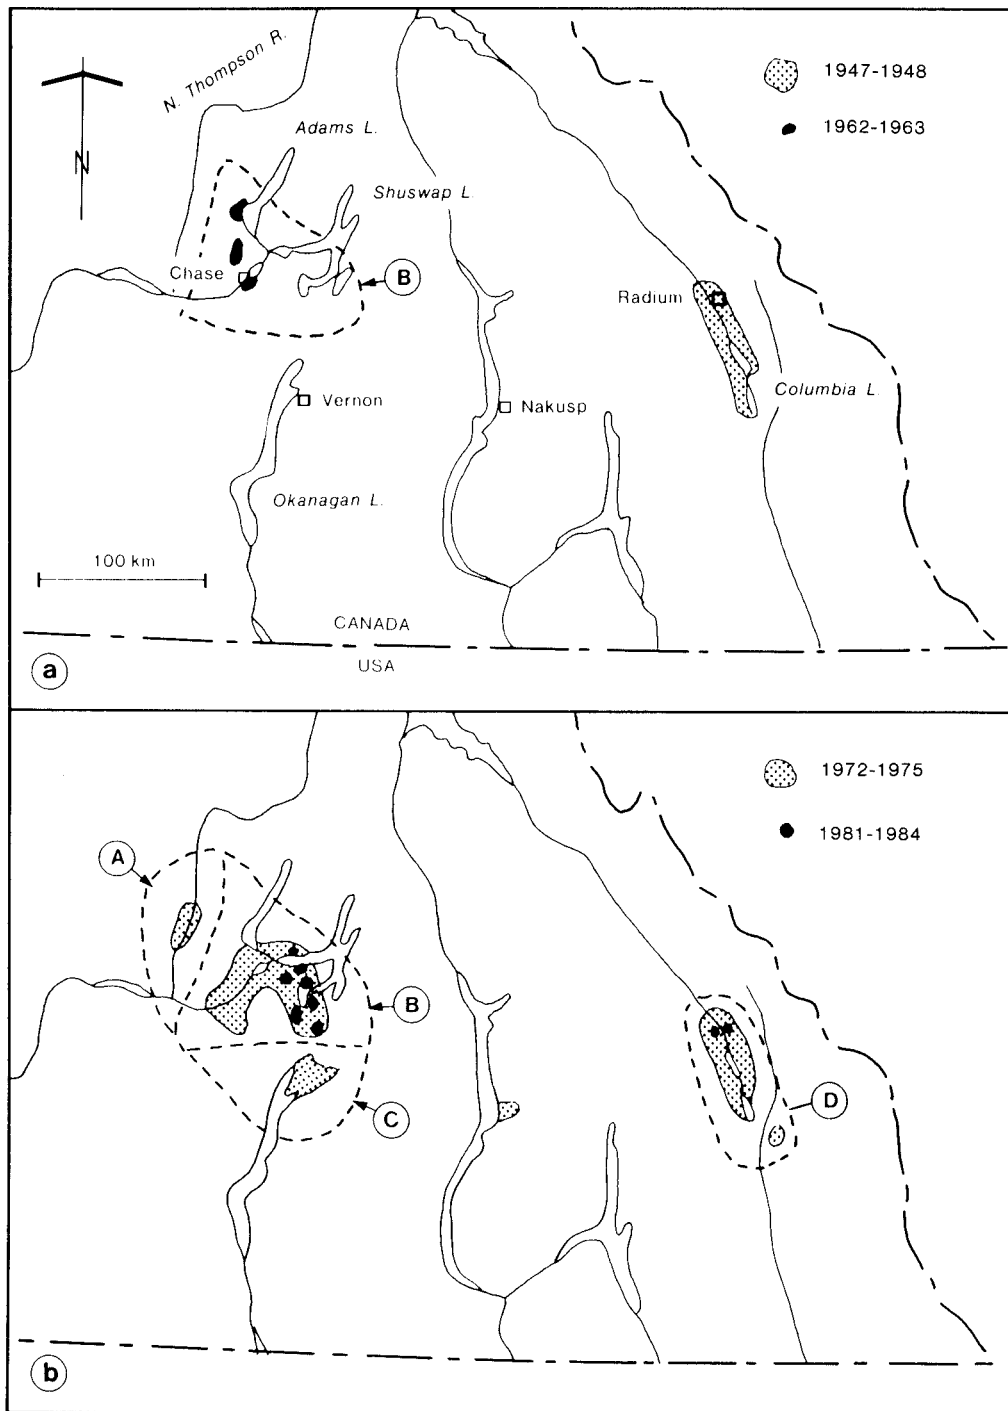 N. Thompson R.
1947-1948
1962-1963
N
Adams L.
Shuswap L.
Chase
B
Radium
Columbia L.
Vernon
Nakusp
Okanagan L.
100 km
CANADA
USA
a
1972-1975
1981-1984
A
B
C
D
b